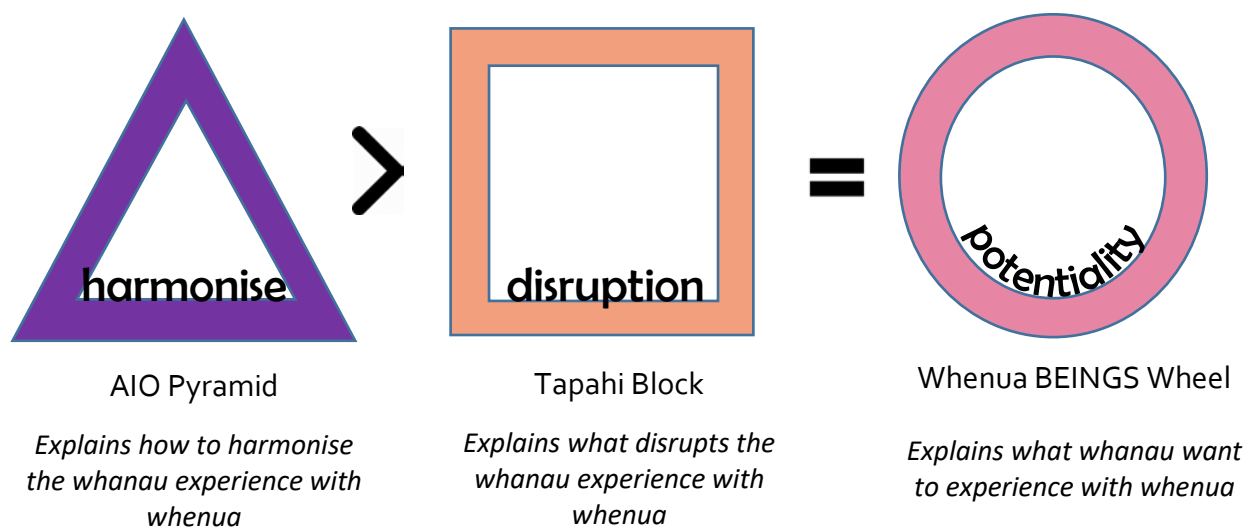 harmonise
>
disruption
=
potentiality
AIO Pyramid
Explains how to harmonise
the whanau experience with
whenua
Tapahi Block
Explains what disrupts the
whanau experience with
whenua
Whenua BEINGS Wheel
Explains what whanau want
to experience with whenua